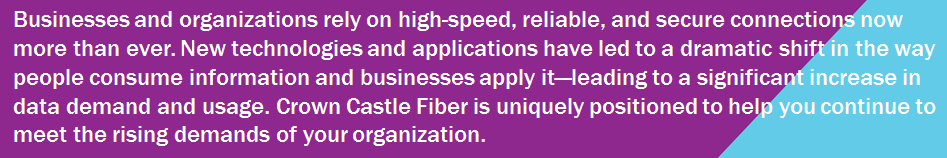 Businesses and organizations rely on high-speed, reliable, and secure connections now
more than ever. New technologies and applications have led to a dramatic shift in the way
people consume information and businesses apply it—leading to a significant increase in
data demand and usage. Crown Castle Fiber is uniquely positioned to help you continue to
meet the rising demands of your organization.